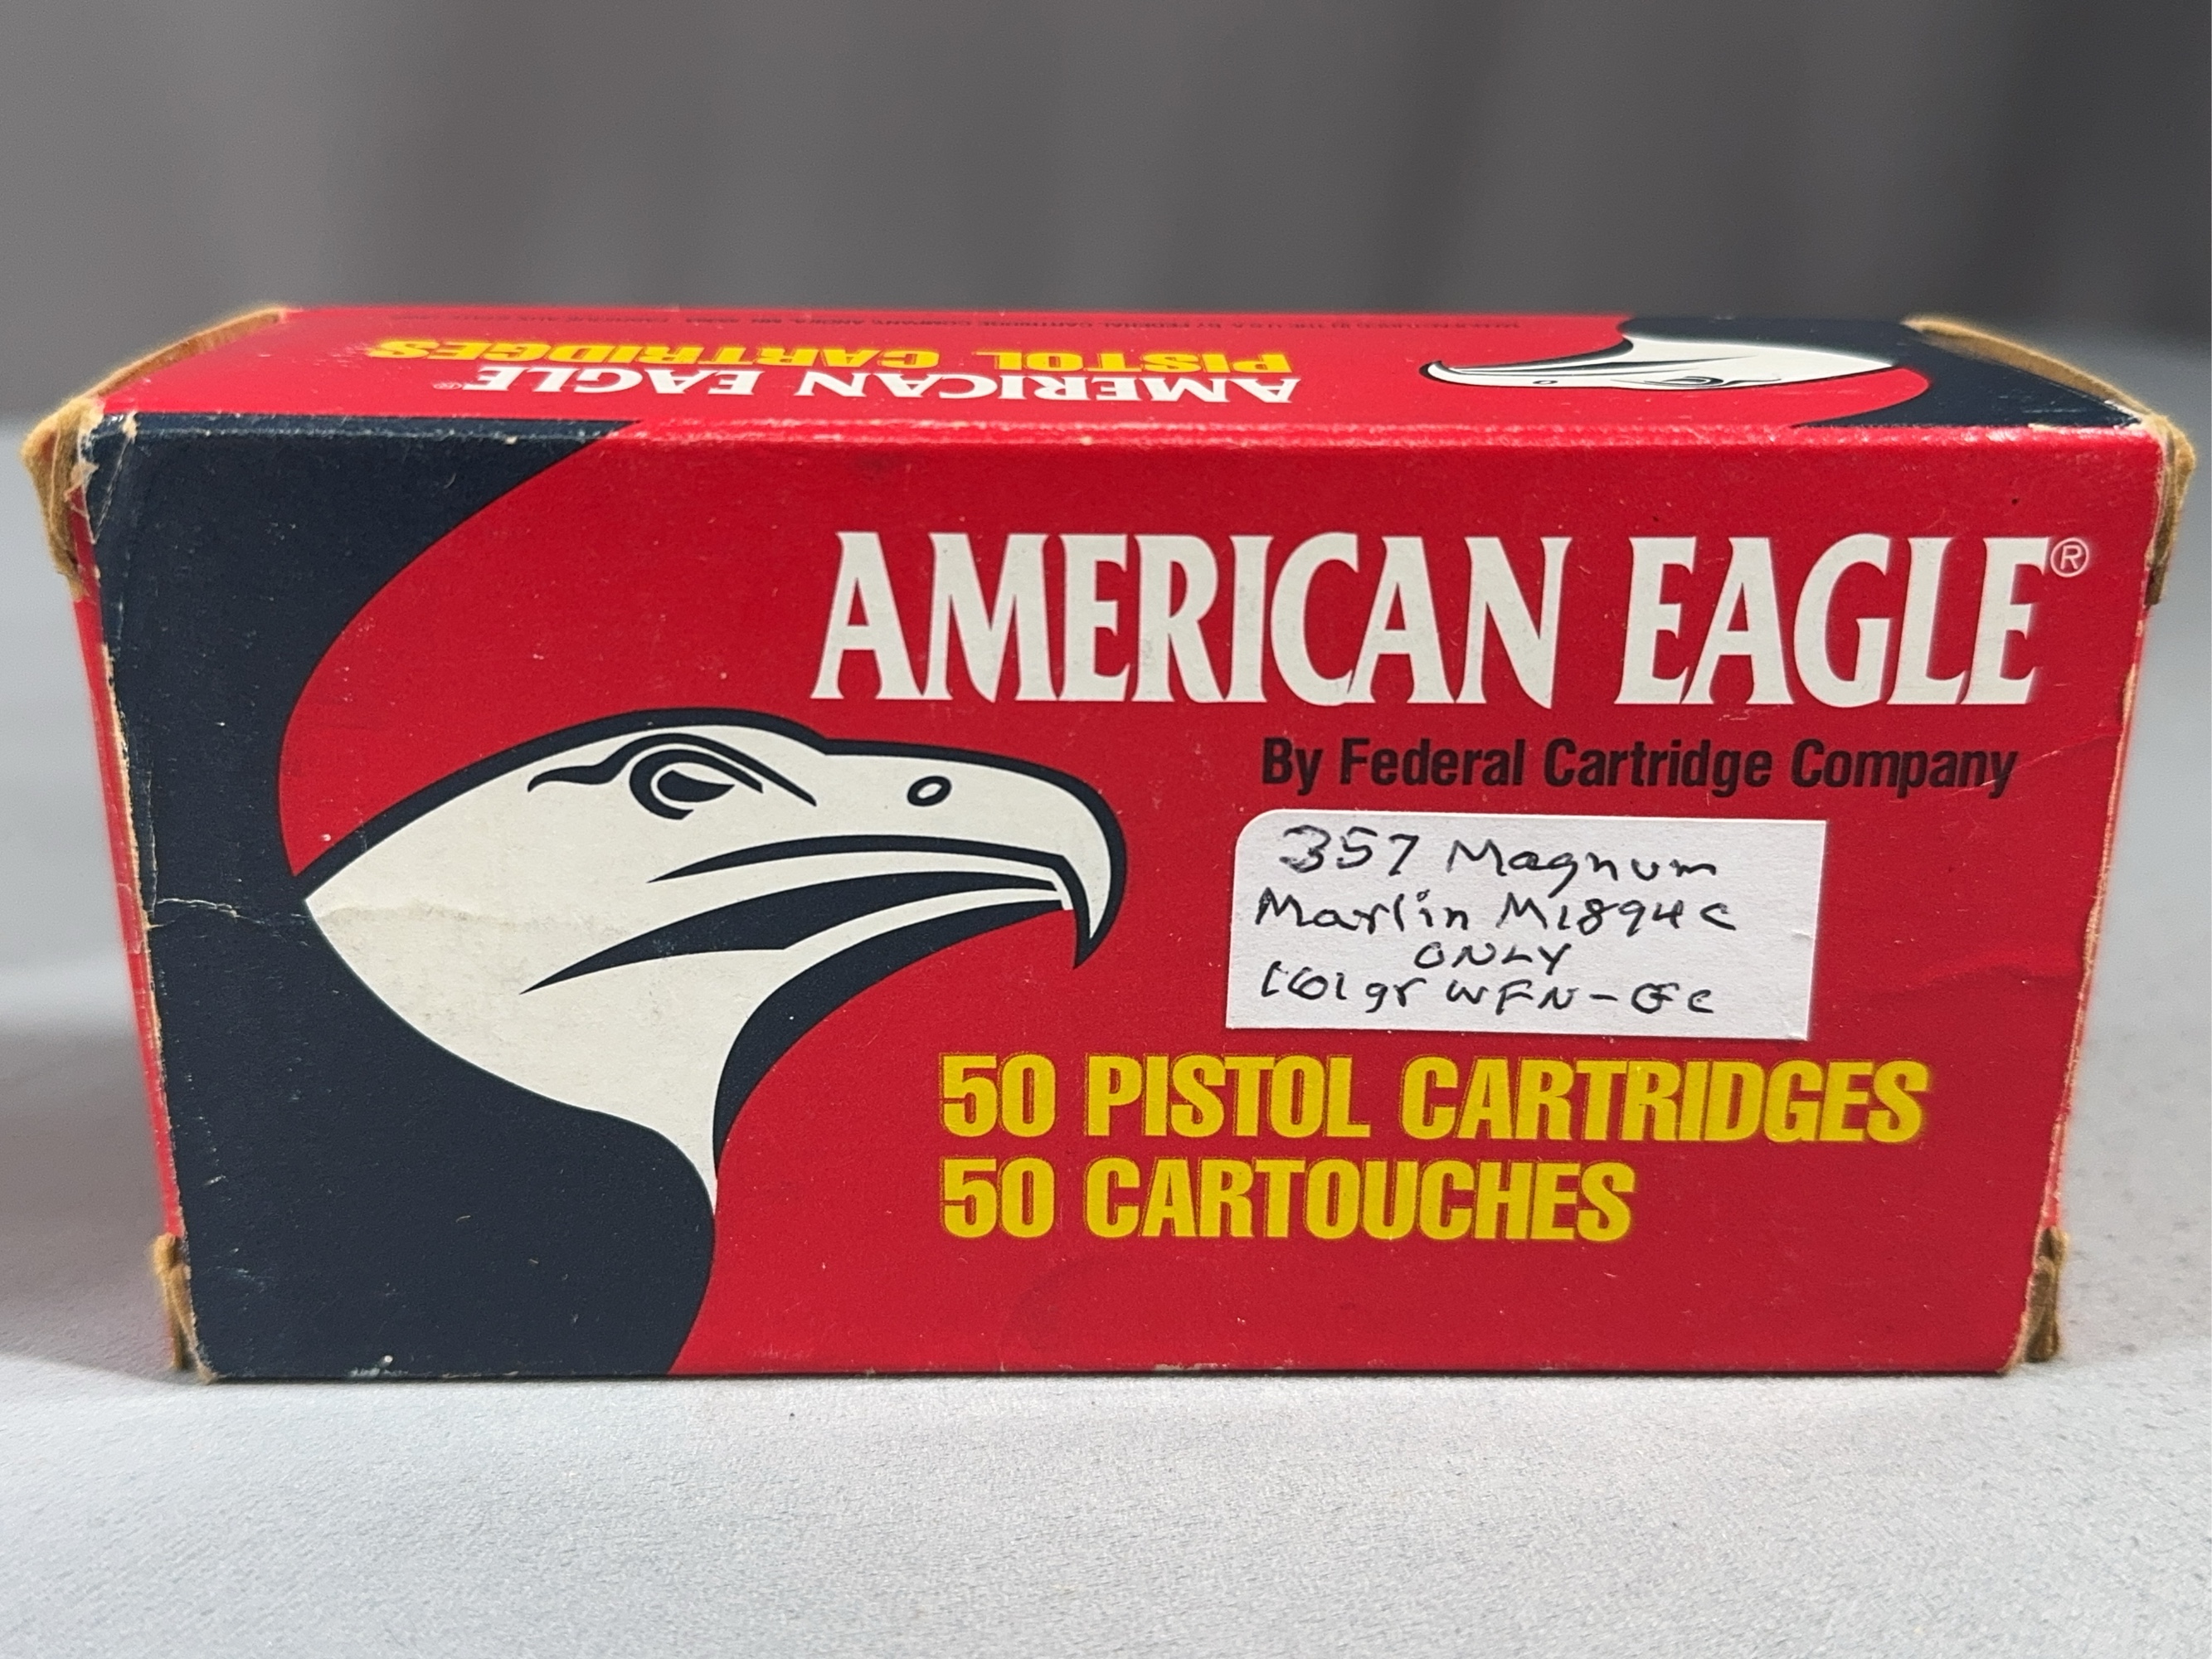 PISTOL CARTRIDGES
AMERICAN EAGLE®
AMERICAN EAGLE®
By Federal Cartridge Company
357 Magnum
Marlin M1894C
ONLY
161gr WFN-GC
50 PISTOL CARTRIDGES
50 CARTOUCHES